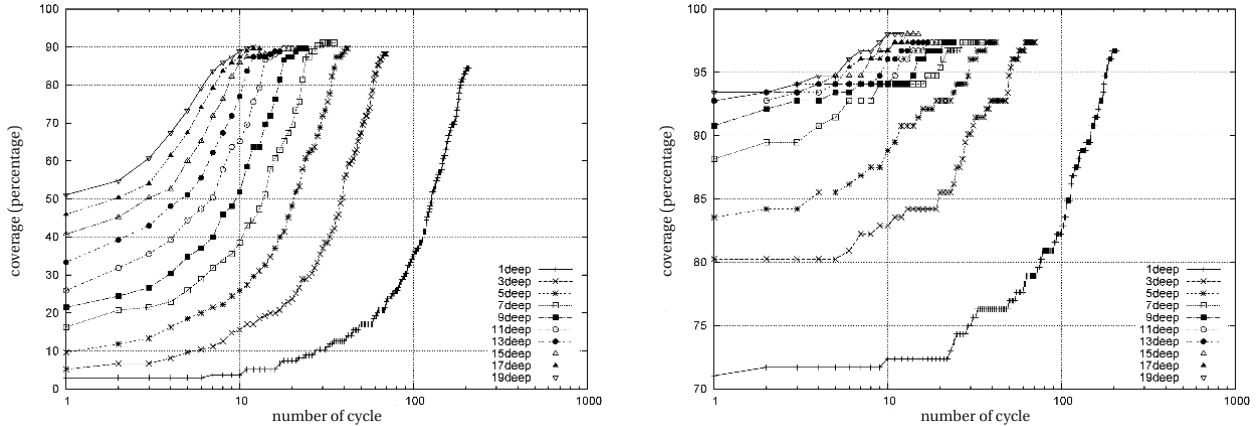 100
90
80
70
60
50
40
30
20
10
0
coverage (percentage)
1 10 100 1000
number of cycle
1deep
3deep
5deep
7deep
9deep
11deep
13deep
15deep
17deep
19deep
100
95
90
85
80
75
70
coverage (percentage)
1 10 100 1000
number of cycle
1deep
3deep
5deep
7deep
9deep
11deep
13deep
15deep
17deep
19deep